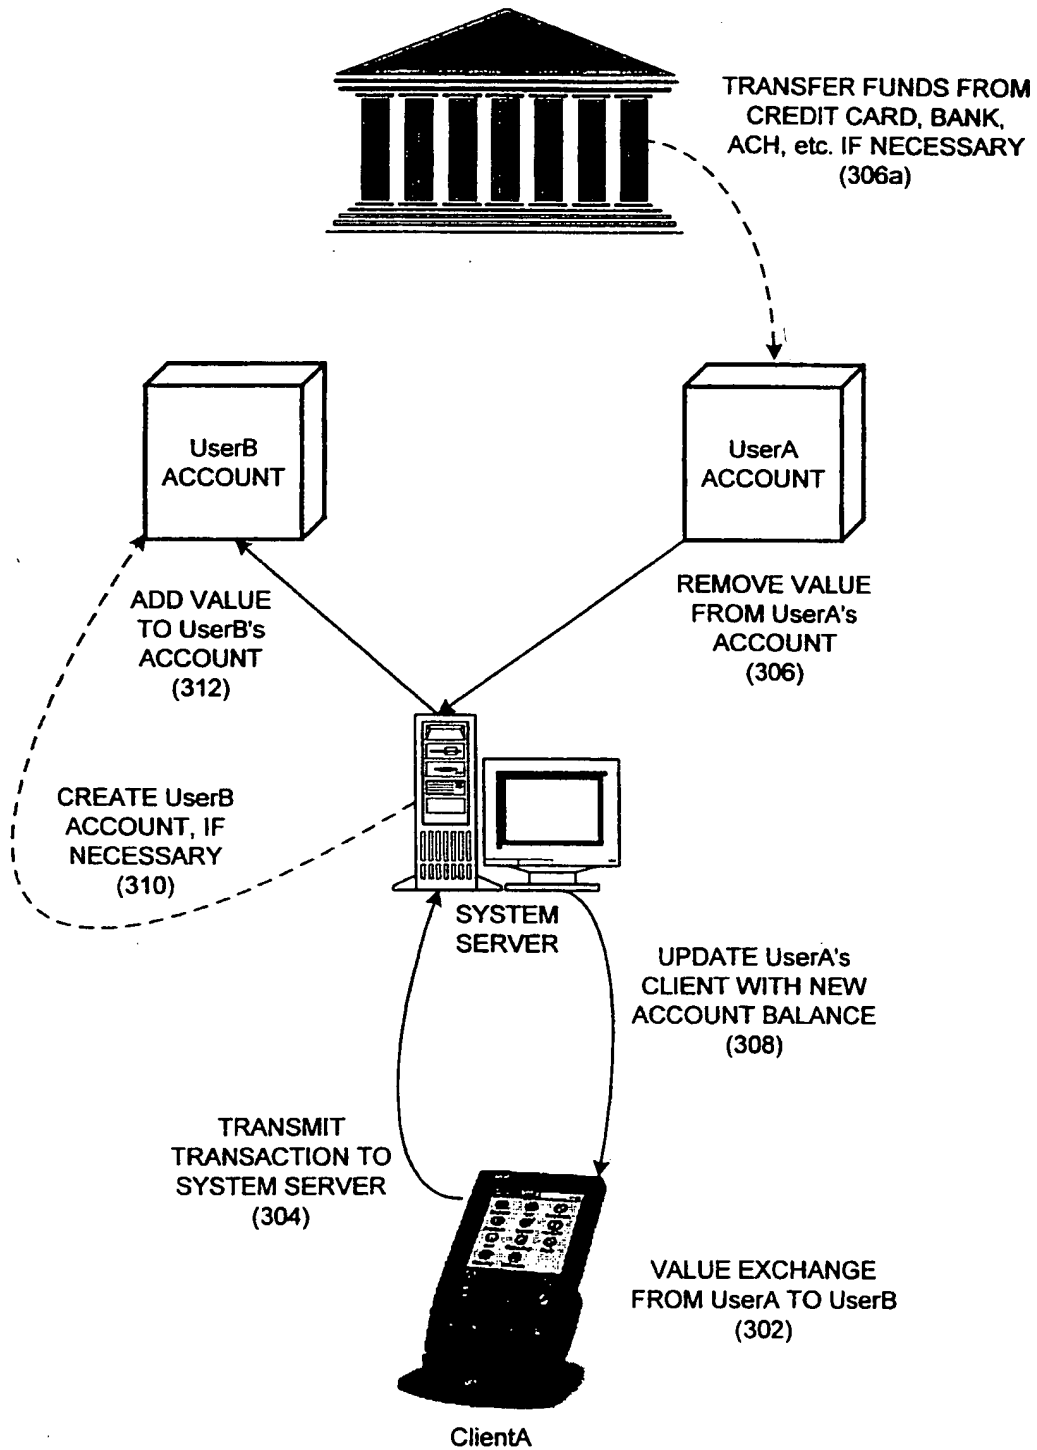 TRANSFER FUNDS FROM
CREDIT CARD, BANK,
ACH, etc. IF NECESSARY
(306a)
UserB
ACCOUNT
UserA
ACCOUNT
ADD VALUE
TO UserB's
ACCOUNT
(312)
REMOVE VALUE
FROM UserA's
ACCOUNT
(306)
CREATE UserB
ACCOUNT, IF
NECESSARY
(310)
SYSTEM
SERVER
UPDATE UserA's
CLIENT WITH NEW
ACCOUNT BALANCE
(308)
TRANSMIT
TRANSACTION TO
SYSTEM SERVER
(304)
VALUE EXCHANGE
FROM UserA TO UserB
(302)
ClientA